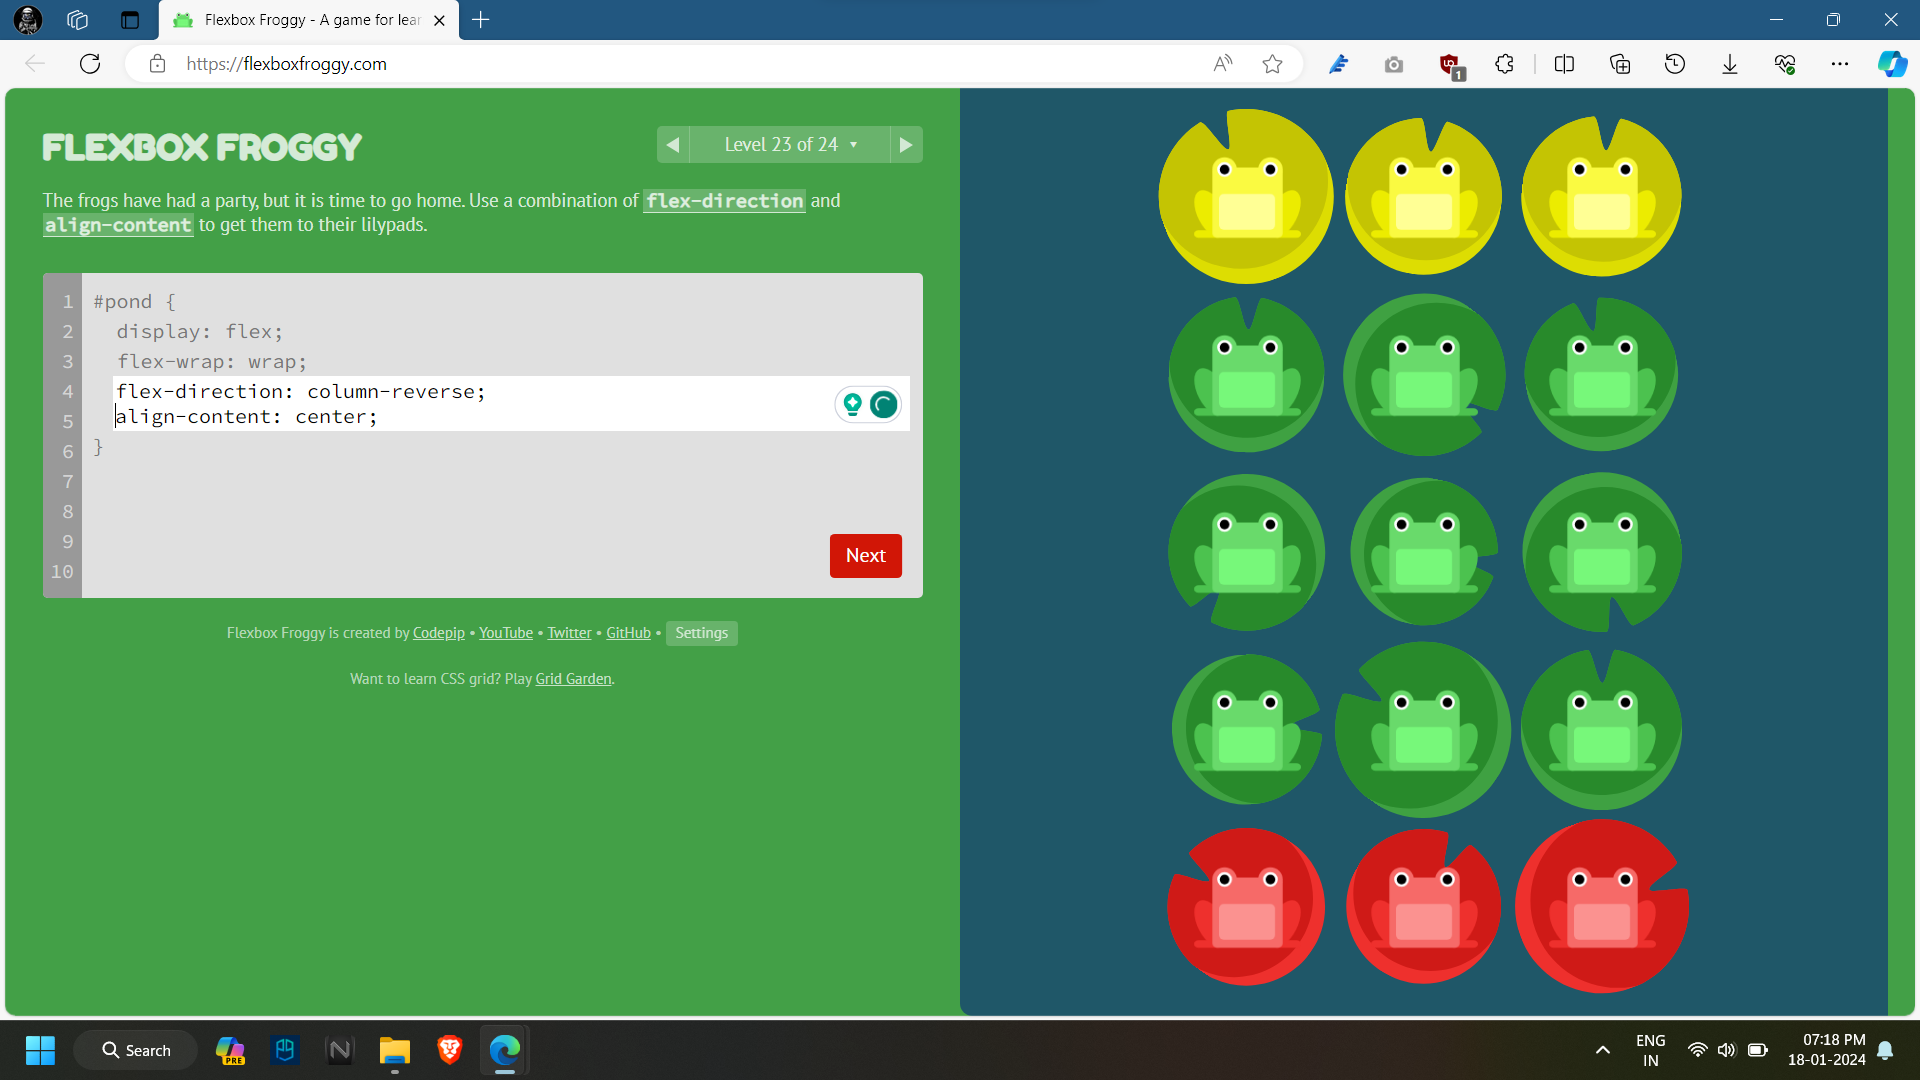 Flexbox Froggy - A game for lear
https://flexboxfroggy.com
1
FLEXBOX FROGGY
Level 23 of 24
The frogs have had a party, but it is time to go home. Use a combination of flex-direction and
align-content to get them to their lilypads.
1 #pond {
2 display: flex;
3 flex-wrap: wrap;
4 flex-direction: column-reverse;
5 align-content: center;
6 }
7
8
9
10
Next
Flexbox Froggy is created by Codepip • YouTube • Twitter • GitHub • Settings
Want to learn CSS grid? Play Grid Garden.
Search
PRE
ENG
IN
07:18 PM
18-01-2024